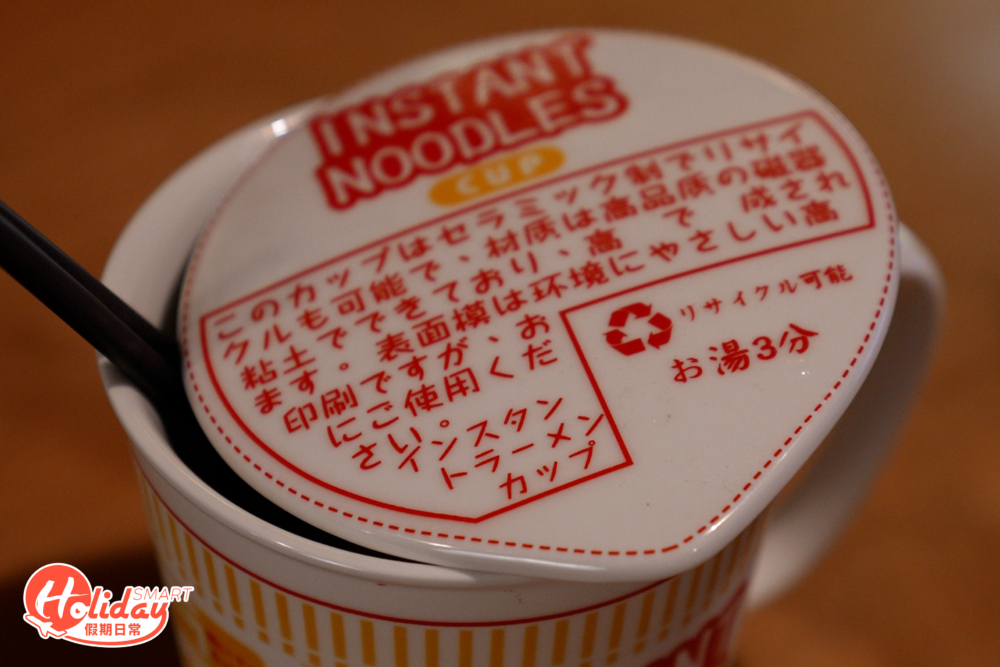 INSTANT
NOODLES
CUP
このカップはセラミック製でリサイ
クルも可能で、材質は高品質の磁器
粘土でできており、高 で 成され
ます。表面模は環境にやさしい高
印刷ですが、お
にご使用くだ
さい。
インスタン
トラーメン
カップ
リサイクル可能
お湯3分
Holiday SMART
假期日常